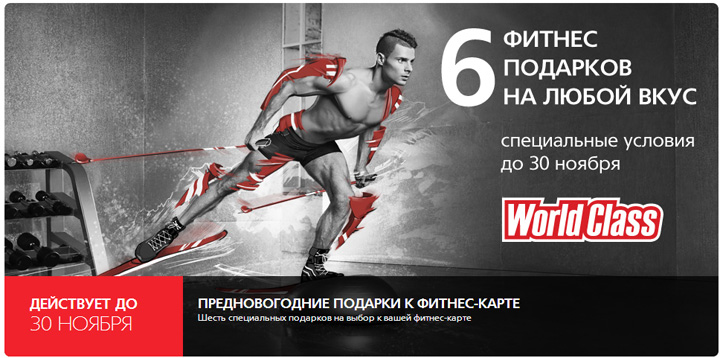 6 ФИТНЕС
ПОДАРКОВ
НА ЛЮБОЙ ВКУС
специальные условия
до 30 ноября
World Class
ДЕЙСТВУЕТ ДО
30 НОЯБРЯ
ПРЕДНОВОГОДНИЕ ПОДАРКИ К ФИТНЕС-КАРТЕ
Шесть специальных подарков на выбор к вашей фитнес-карте